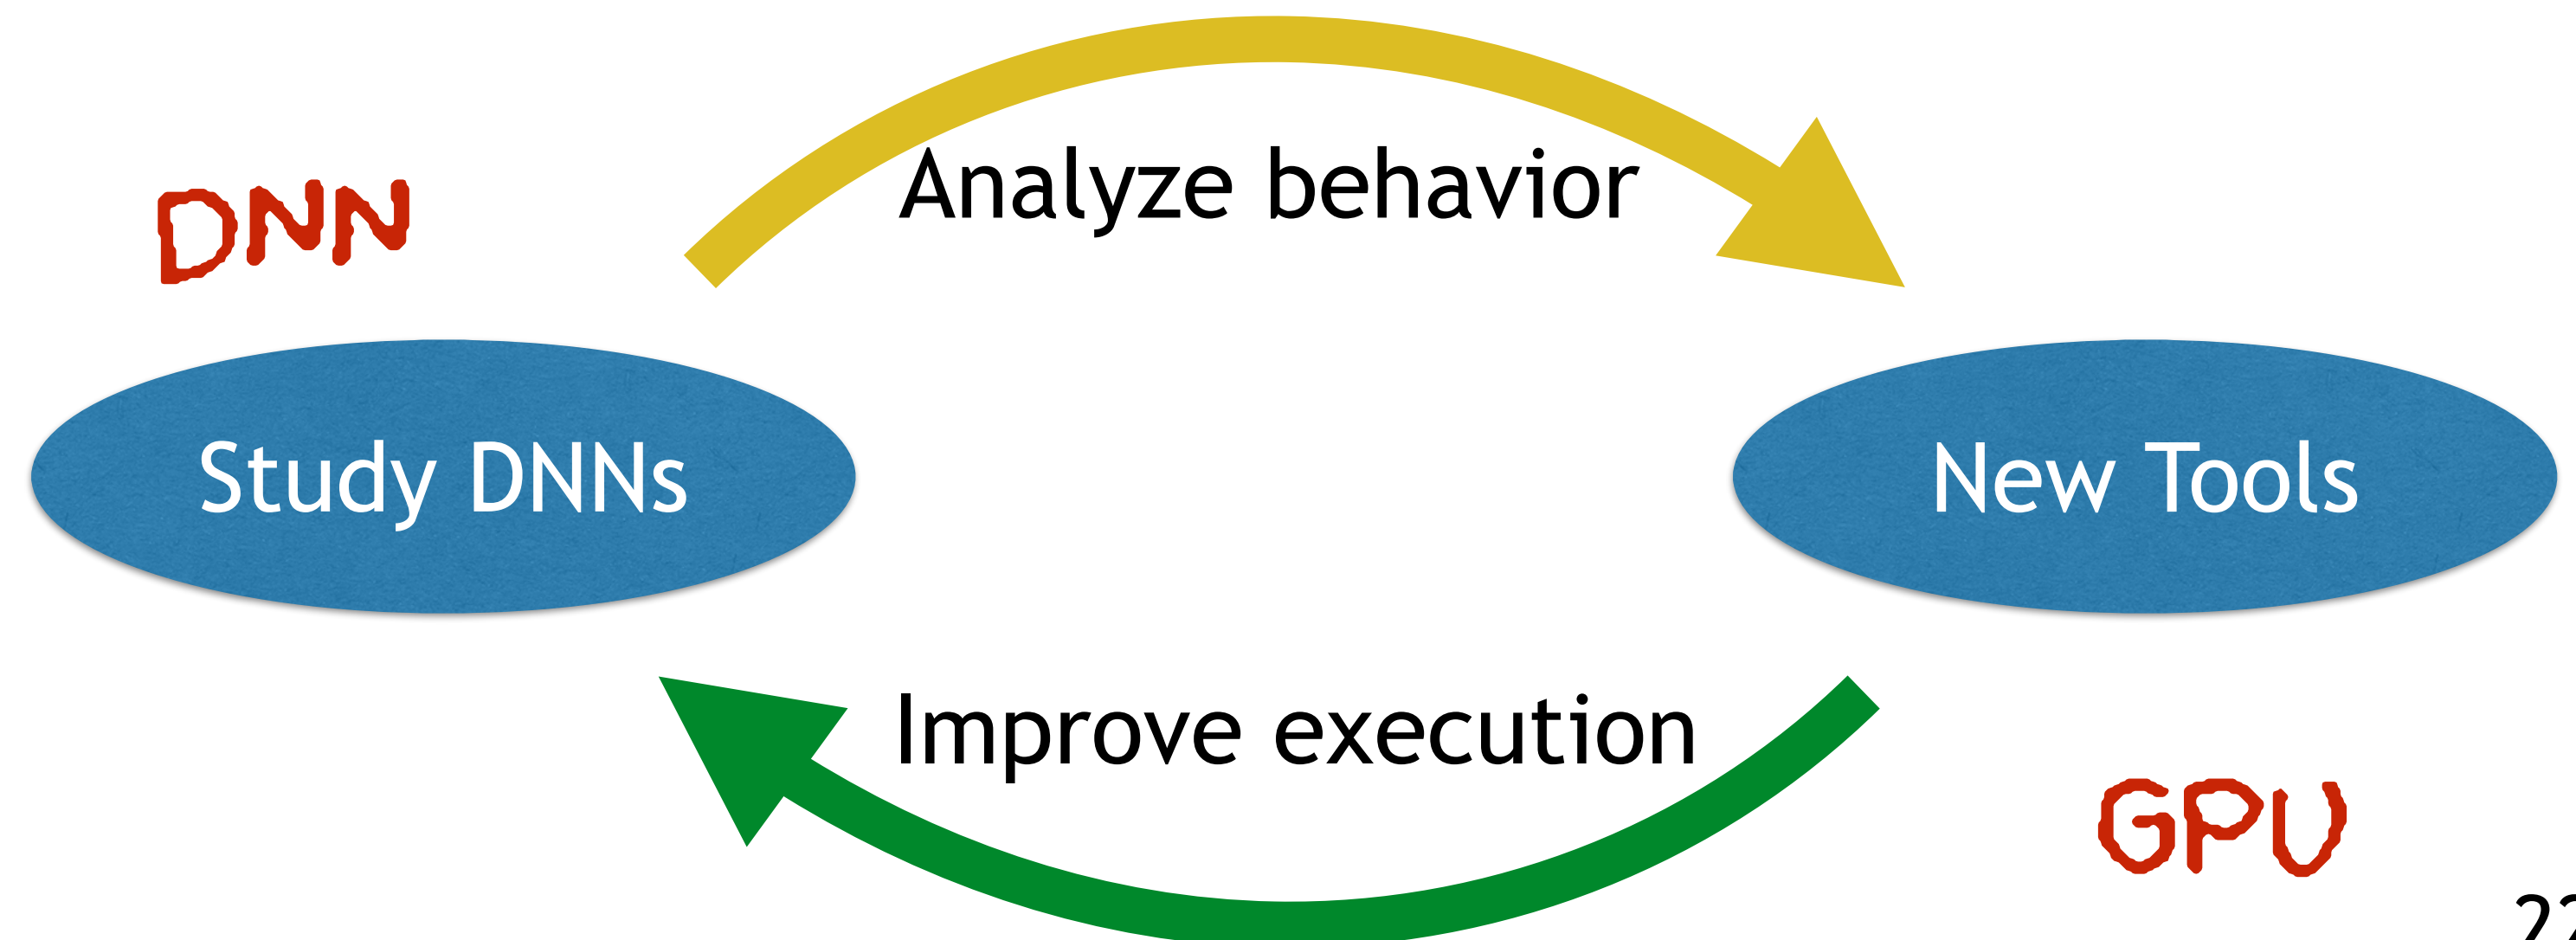 Analyze behavior
DNN
Study DNNs
New Tools
Improve execution
GPU